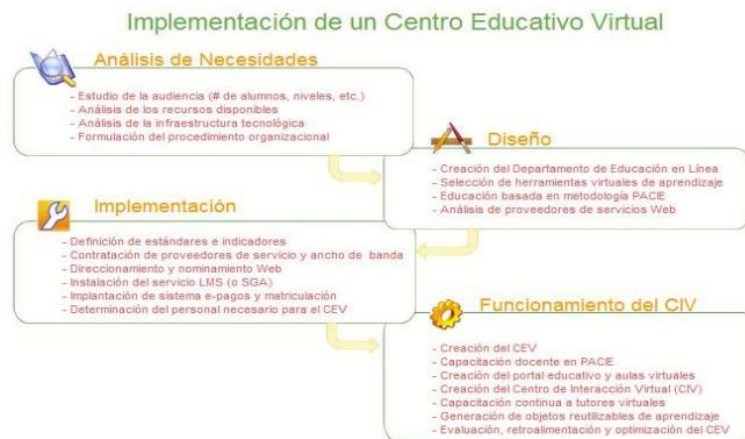 Implementación de un Centro Educativo Virtual
Análisis de Necesidades
- Estudio de la audiencia (# de alumnos, niveles, etc.)
- Análisis de los recursos disponibles
- Análisis de la infraestructura tecnológica
- Formulación del procedimiento organizacional
Diseño
- Creación del Departamento de Educación en Línea
- Selección de herramientas virtuales de aprendizaje
- Educación basada en metodología PACIE
- Análisis de proveedores de servicios Web
Implementación
- Definición de estándares e indicadores
- Contratación de proveedores de servicio y ancho de banda
- Direccionamiento y nominamiento Web
- Instalación del servicio LMS (o SGA)
- Implantación de sistema e-pagos y matriculación
- Determinación del personal necesario para el CEV
Funcionamiento del CIV
- Creación del CEV
- Capacitación docente en PACIE
- Creación del portal educativo y aulas virtuales
- Creación del Centro de Interacción Virtual (CIV)
- Capacitación continua a tutores virtuales
- Generación de objetos reutilizables de aprendizaje
- Evaluación, retroalimentación y optimización del CEV